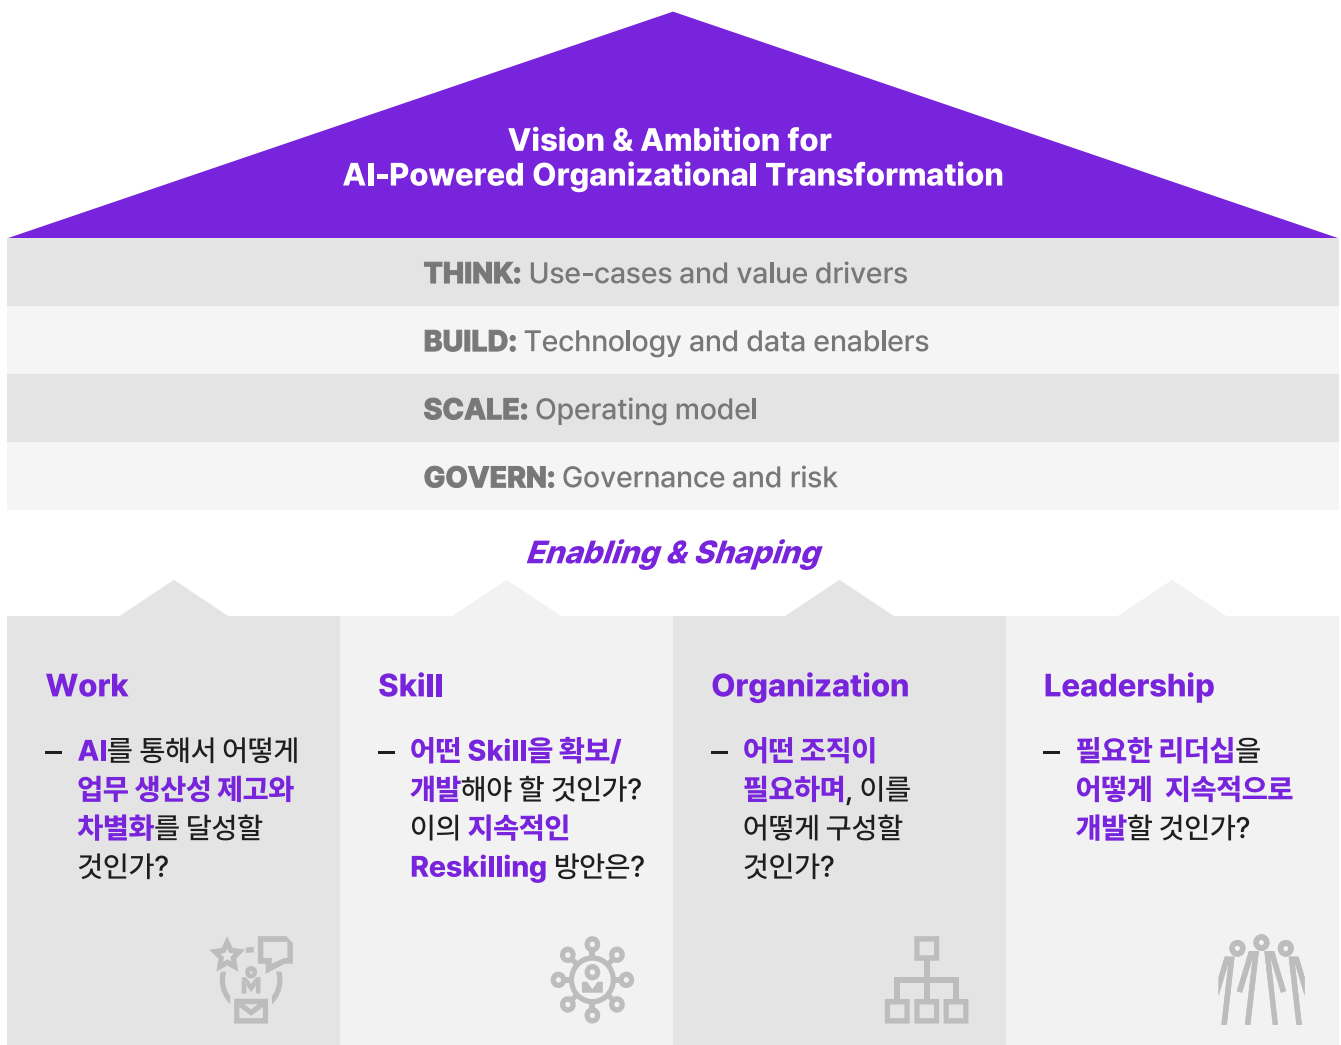 Vision & Ambition for
AI-Powered Organizational Transformation
THINK: Use-cases and value drivers
BUILD: Technology and data enablers
SCALE: Operating model
GOVERN: Governance and risk
Enabling & Shaping
Work
– AI를 통해서 어떻게
업무 생산성 제고와
차별화를 달성할
것인가?
Skill
– 어떤 Skill을 확보/
개발해야 할 것인가?
이의 지속적인
Reskilling 방안은?
Organization
– 어떤 조직이
필요하며, 이를
어떻게 구성할
것인가?
Leadership
– 필요한 리더십을
어떻게 지속적으로
개발할 것인가?